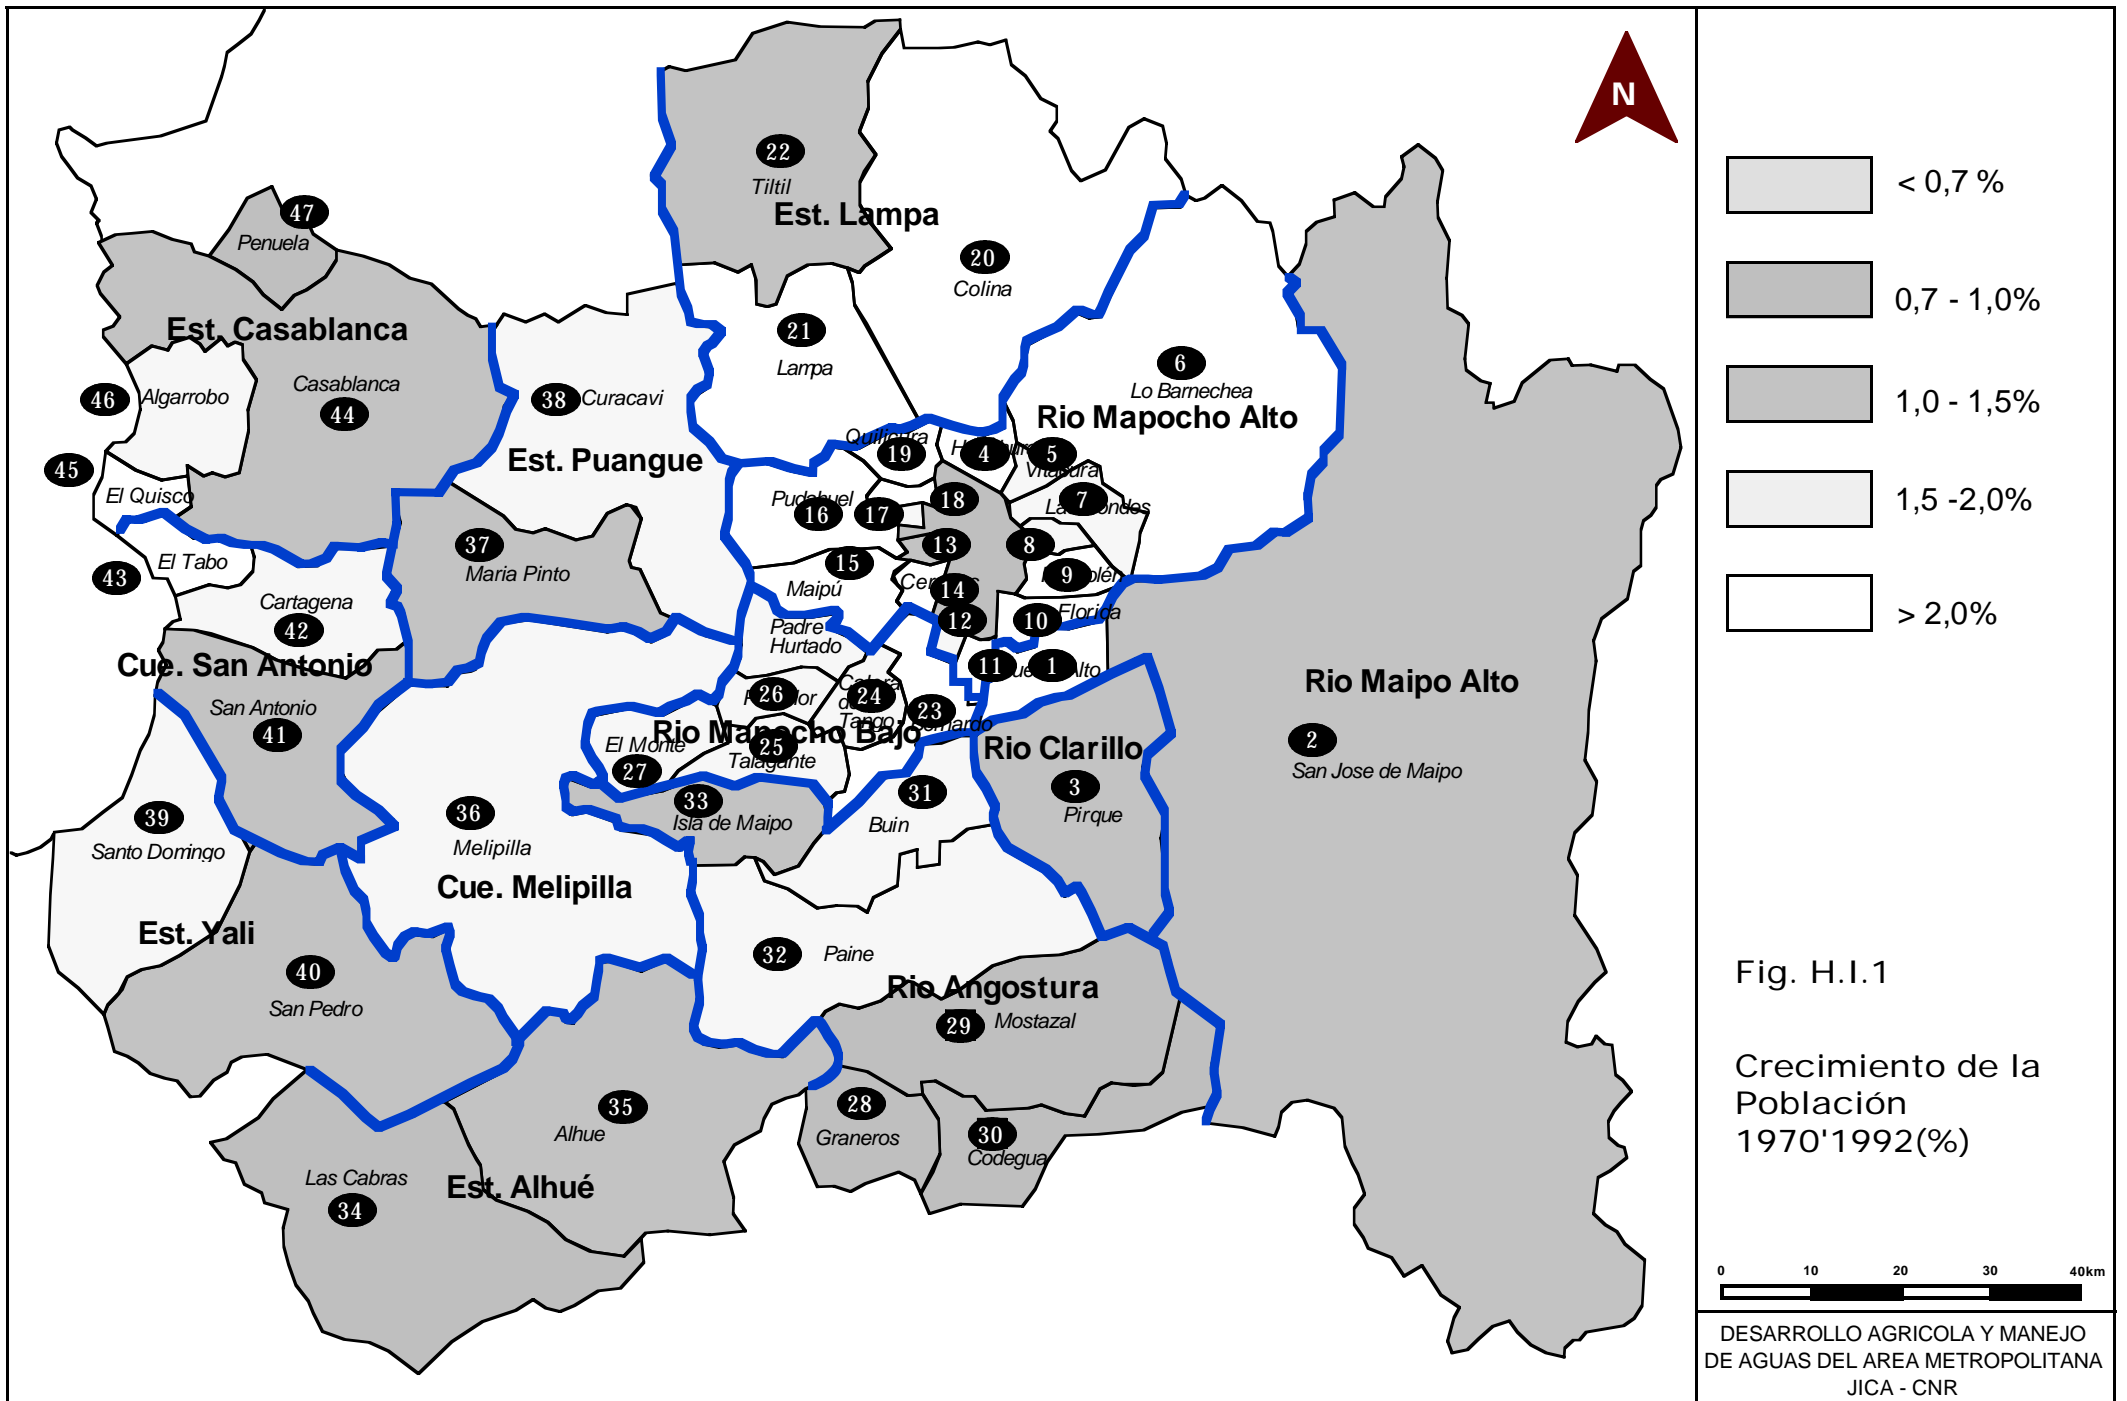 N
22
Tiltil
Est. Lampa
47
Penuela
20
Colina
Est. Casablanca
21
Lampa
6
Lo Barnechea
Rio Mapocho Alto
46
Algarrobo
Casablanca
44
38
Curacavi
Quilicura
19
4
5
Vitacura
45
El Quisco
Est. Puangue
Pudahuel
16
17
18
7
43
El Tabo
37
Maria Pinto
13
8
15
Maipú
14
9
Cartagena
42
12
10
Florida
Padre
Hurtado
Cue. San Antonio
11
1
Alto
San Antonio
41
26
24
Tango
23
Rio Mapocho Bajo
El Monte
27
25
Talagante
Rio Clarillo
3
Pirque
Rio Maipo Alto
2
San Jose de Maipo
33
Isla de Maipo
31
Buin
39
Santo Domingo
36
Melipilla
Cue. Melipilla
Est. Yali
40
San Pedro
32
Paine
Rio Angostura
29
Mostazal
35
Alhue
28
Graneros
30
Codegua
Las Cabras
34
Est. Alhué
< 0,7 %
0,7 - 1,0%
1,0 - 1,5%
1,5 -2,0%
> 2,0%
Fig. H.I.1
Crecimiento de la
Población
1970'1992(%)
0 10 20 30 40km
DESARROLLO AGRICOLA Y MANEJO
DE AGUAS DEL AREA METROPOLITANA
JICA - CNR